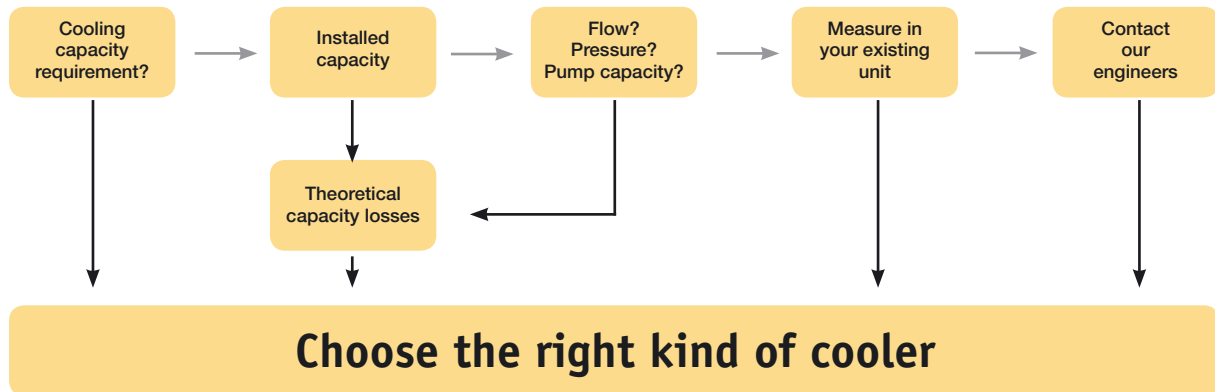 Cooling
capacity
requirement?
Installed
capacity
Flow?
Pressure?
Pump capacity?
Measure in
your existing
unit
Contact
our
engineers
Theoretical
capacity losses
Choose the right kind of cooler